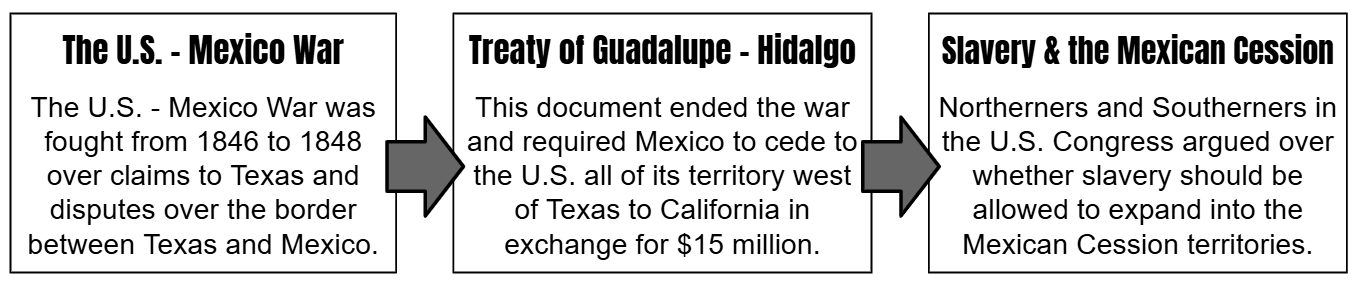 The U.S. - Mexico War
The U.S. - Mexico War was
fought from 1846 to 1848
over claims to Texas and
disputes over the border
between Texas and Mexico.
Treaty of Guadalupe - Hidalgo
This document ended the war
and required Mexico to cede to
the U.S. all of its territory west
of Texas to California in
exchange for $15 million.
Slavery & the Mexican Cession
Northerners and Southerners in
the U.S. Congress argued over
whether slavery should be
allowed to expand into the
Mexican Cession territories.